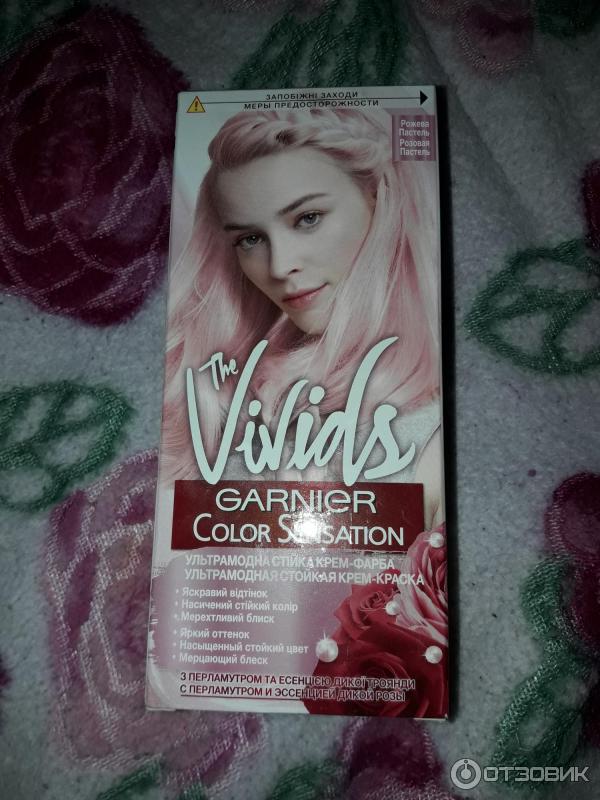 ЗАПОБІЖНІ ЗАХОДИ
МЕРЫ ПРЕДОСТОРОЖНОСТИ
Рожева
Пастель
Розовая
Пастель
The
Vivids
GARNIER
COLOR SENSATION
УЛЬТРАМОДНА СТІЙКА КРЕМ-ФАРБА
УЛЬТРАМОДНАЯ СТОЙКАЯ КРЕМ-КРАСКА
• Яскравий відтінок
• Насичений стійкий колір
• Мерехтливий блиск
• Яркий оттенок
• Насыщенный стойкий цвет
• Мерцающий блеск
З ПЕРЛАМУТРОМ ТА ЕСЕНЦІЄЮ ДИКОЇ ТРОЯНДИ
С ПЕРЛАМУТРОМ И ЭССЕНЦИЕЙ ДИКОЙ РОЗЫ
ОТЗОВИК